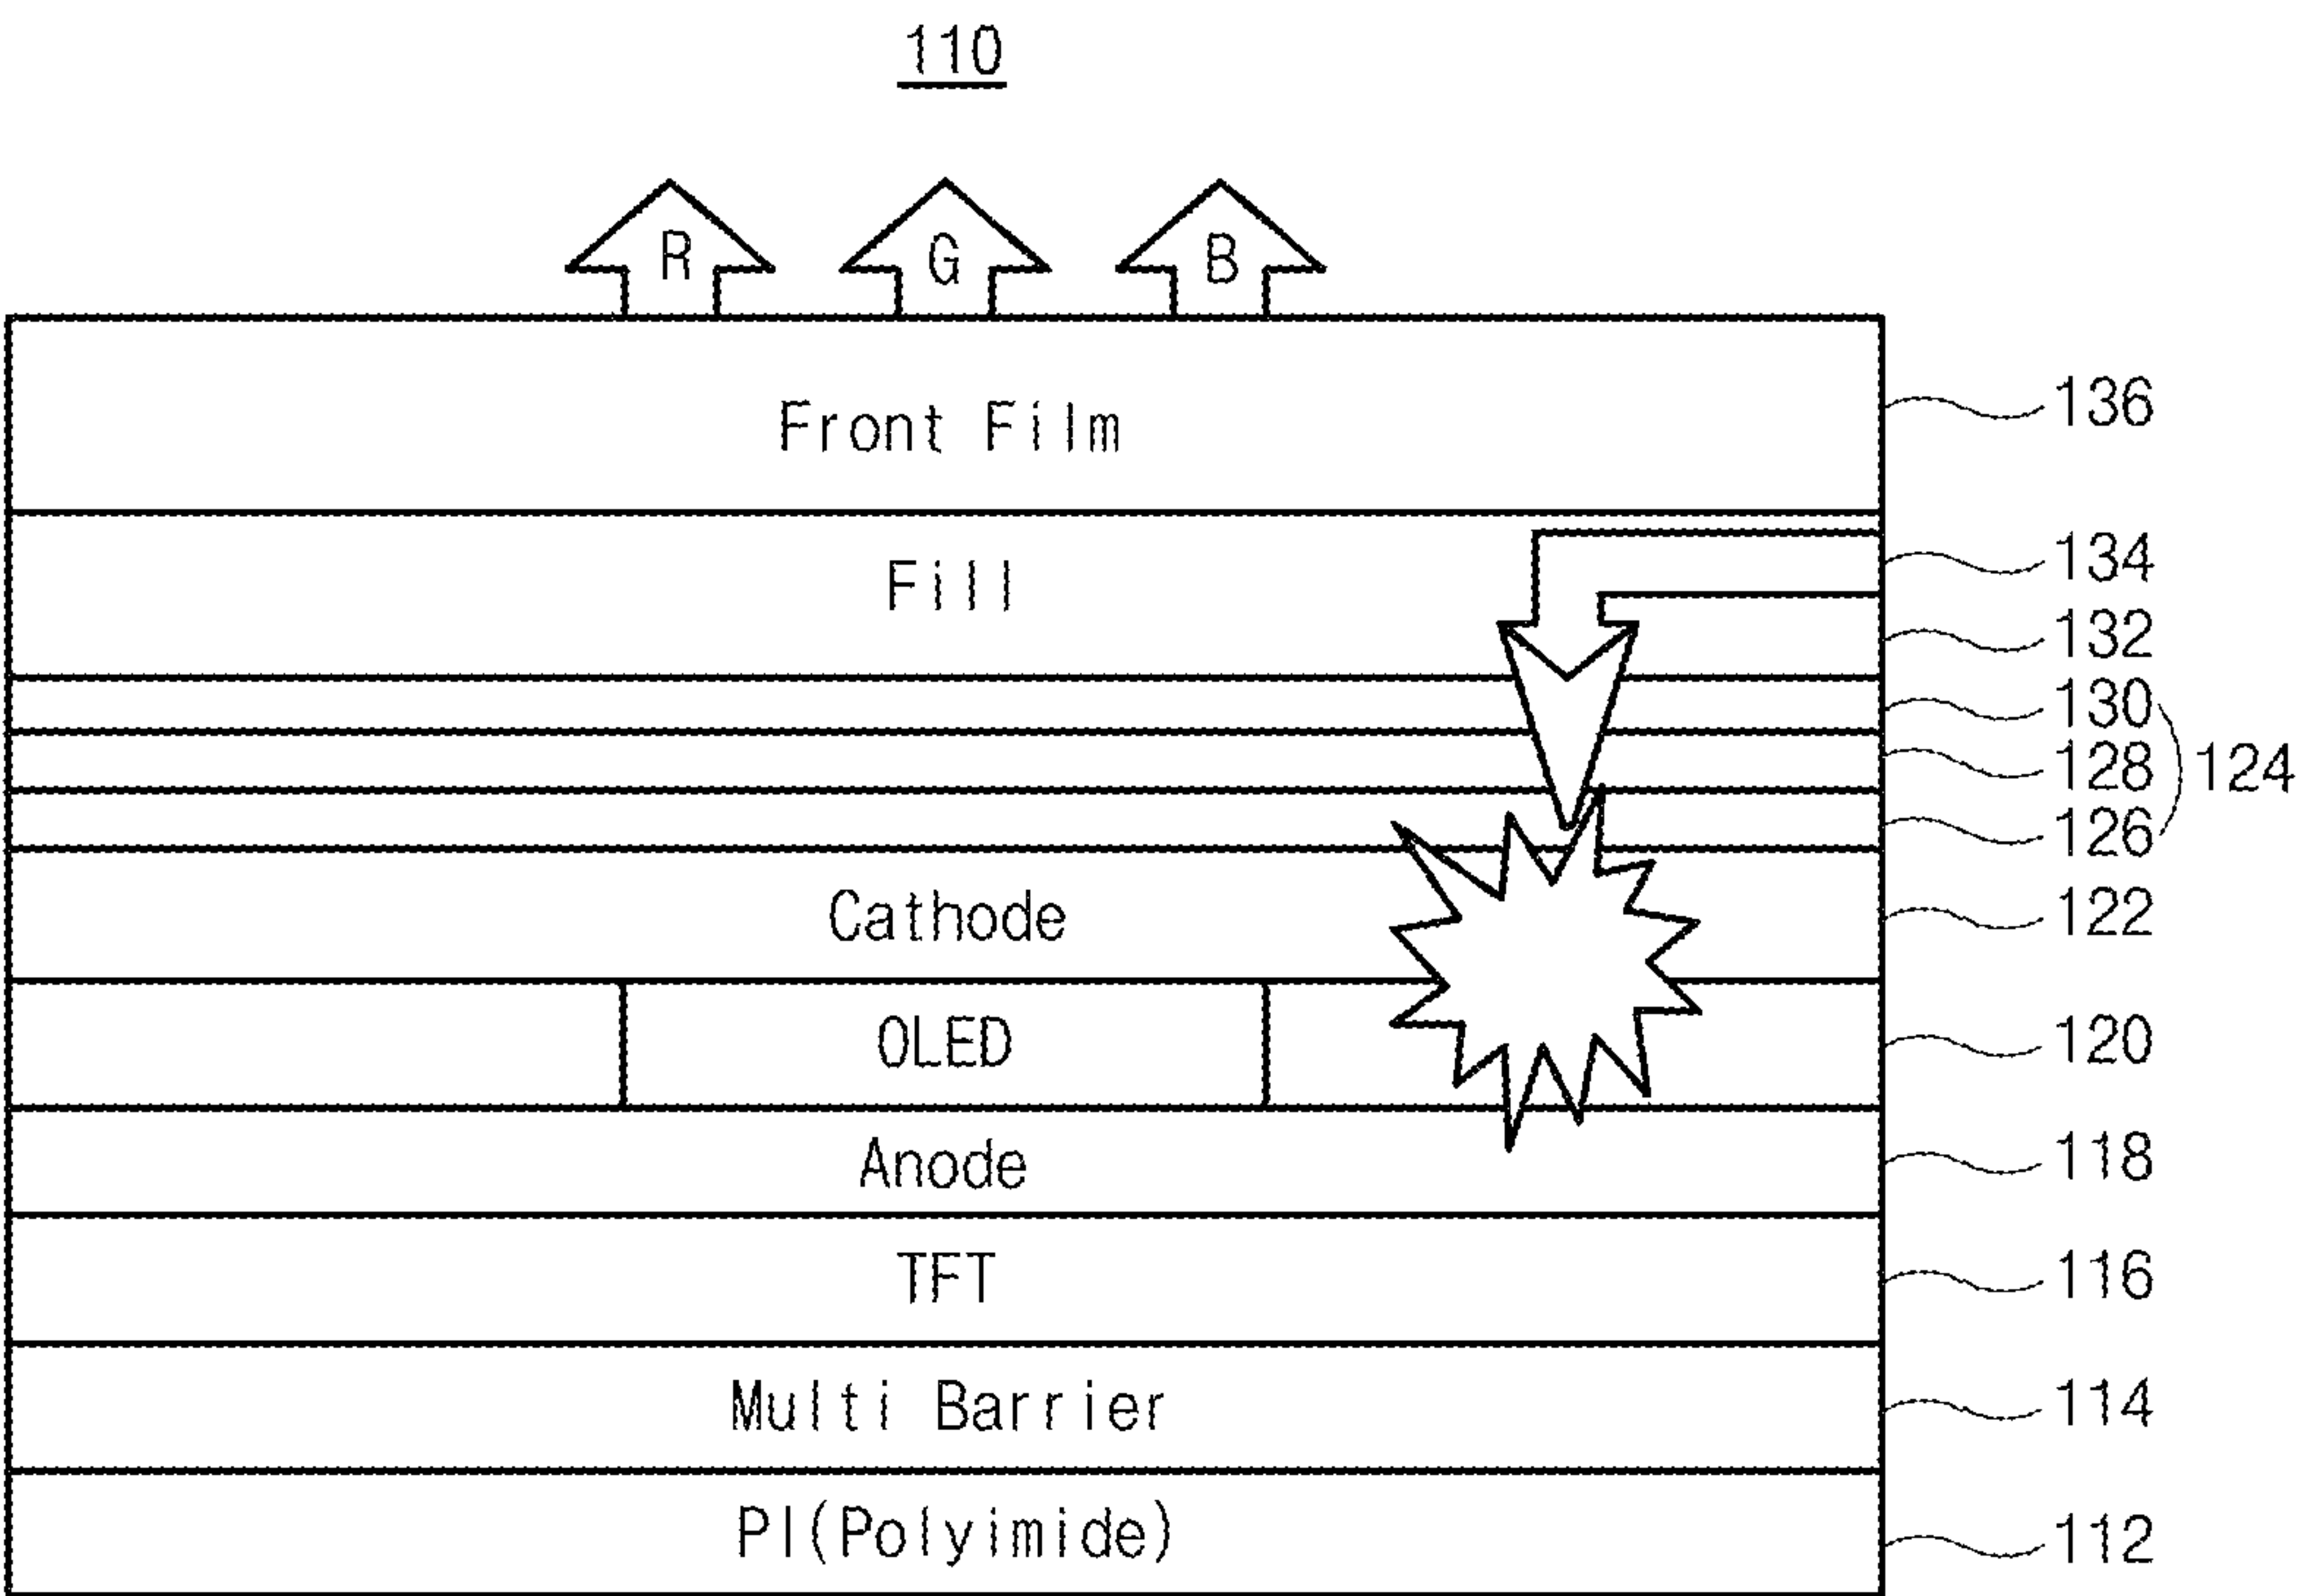 110
R G B
Front Film 136
Fill 134
132
130
128 124
126
Cathode 122
OLED 120
Anode 118
TFT 116
Multi Barrier 114
PI(Polyimide) 112